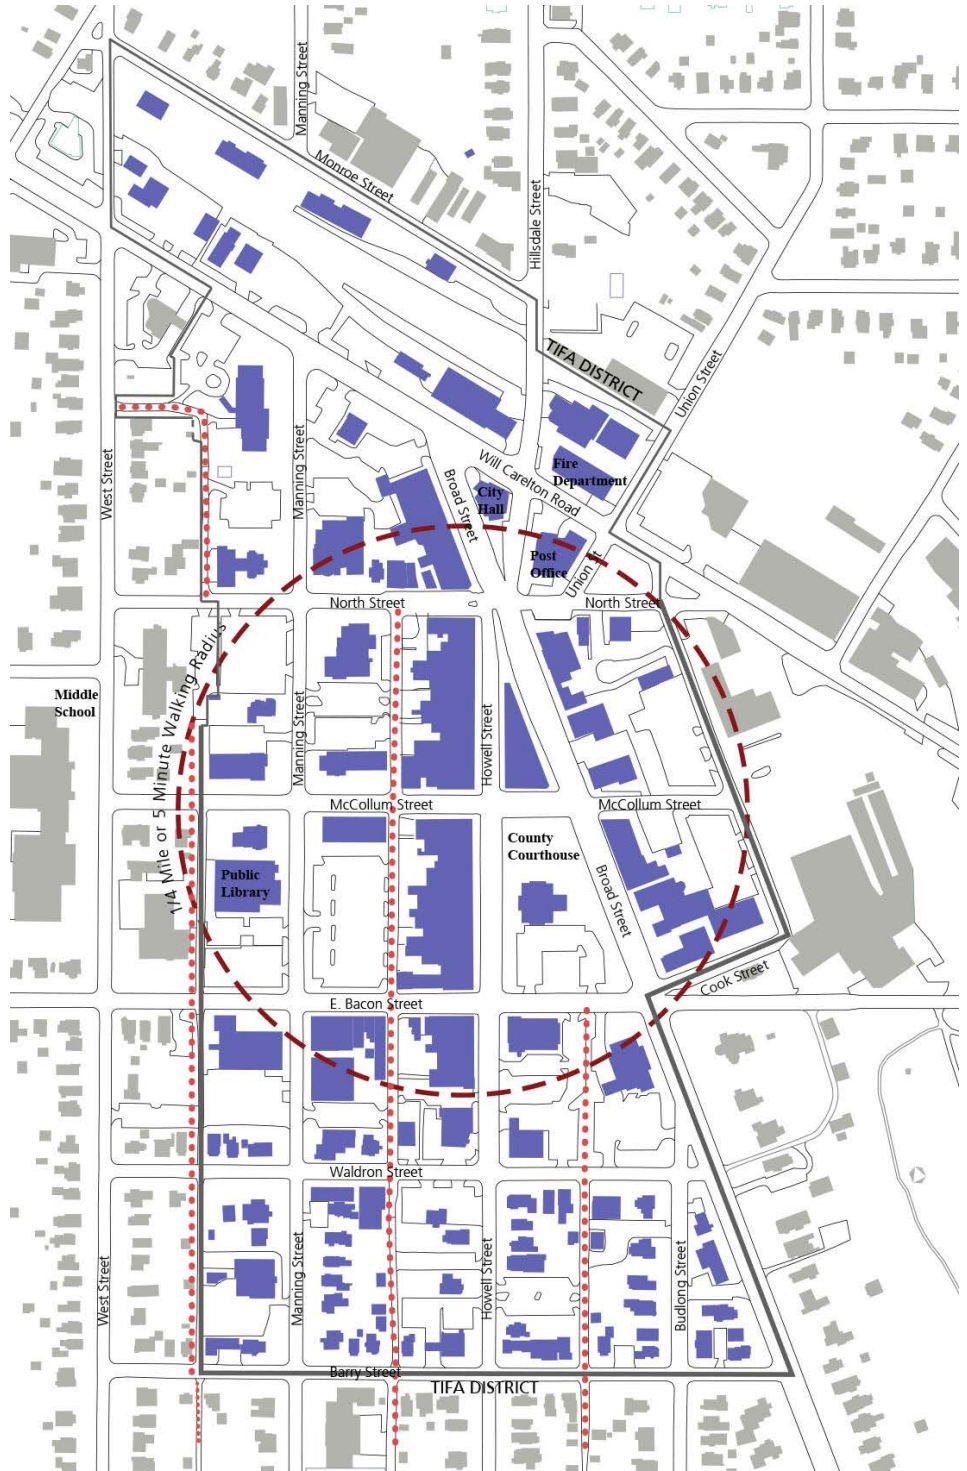 Manning Street
Monroe Street
Hillsdale Street
TIFA DISTRICT
Union Street
West Street
Manning Street
Broad Street
Will Carelton Road
City
Hall
Fire
Department
Post
Office
Union St
North Street
North Street
Middle
School
1/4 Mile or 5 Minute Walking Radius
Manning Street
Howell Street
McCollum Street
McCollum Street
County
Courthouse
Public
Library
Broad Street
Cook Street
E. Bacon Street
Waldron Street
West Street
Manning Street
Howell Street
Budlong Street
Barry Street
TIFA DISTRICT